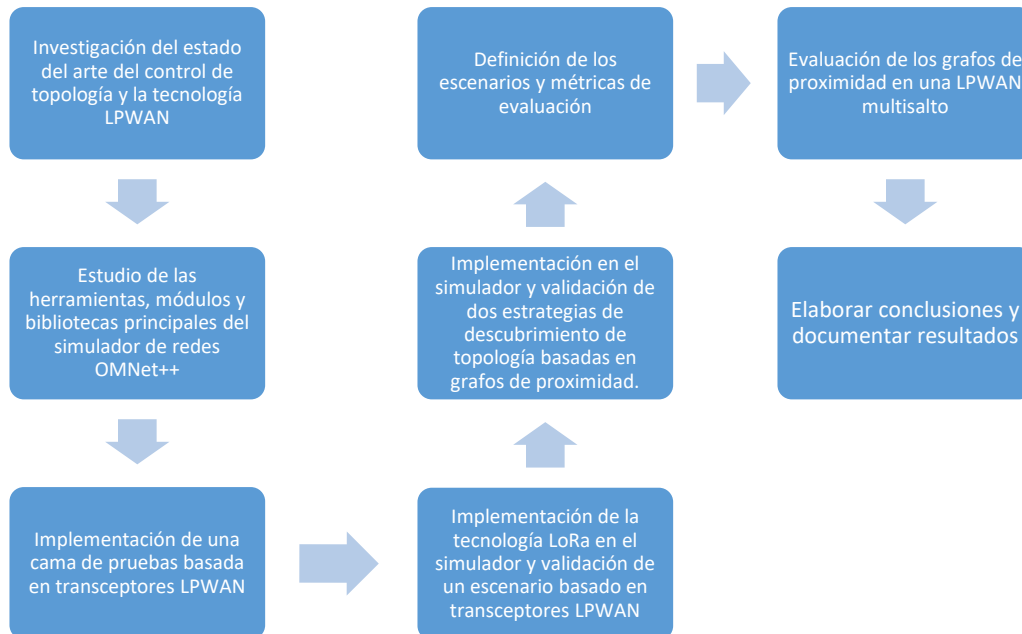 Investigación del estado
del arte del control de
topología y la tecnología
LPWAN
Estudio de las
herramientas, módulos y
bibliotecas principales del
simulador de redes
OMNet++
Implementación de una
cama de pruebas basada
en transceptores LPWAN
Implementación de la
tecnología LoRa en el
simulador y validación de
un escenario basado en
transceptores LPWAN
Implementación en el
simulador y validación de
dos estrategias de
descubrimiento de
topología basadas en
grafos de proximidad.
Definición de los
escenarios y métricas de
evaluación
Evaluación de los grafos de
proximidad en una LPWAN
multisalto
Elaborar conclusiones y
documentar resultados